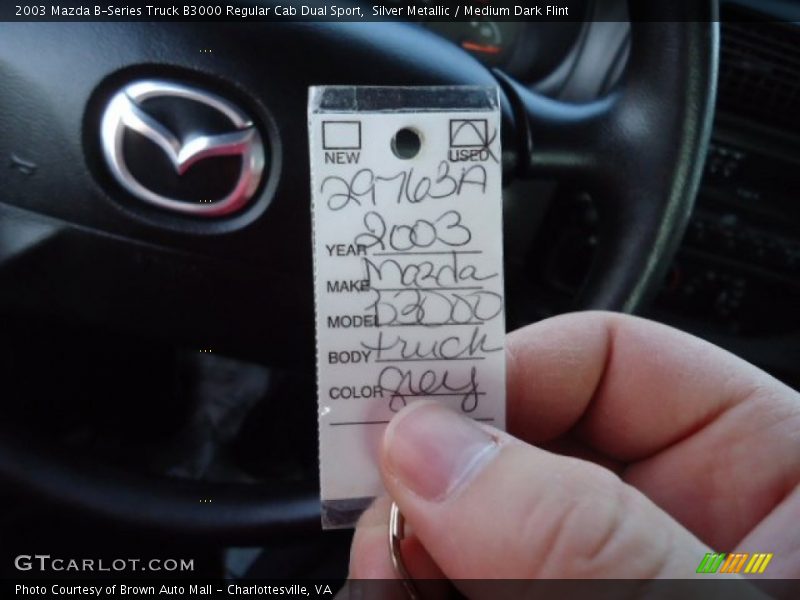 2003 Mazda B-Series Truck B3000 Regular Cab Dual Sport, Silver Metallic / Medium Dark Flint
NEW USED
29763A
YEAR 2003
MAKE Mazda
MODEL B3000
BODY truck
COLOR grey
GTCARLOT.COM
Photo Courtesy of Brown Auto Mall - Charlottesville, VA